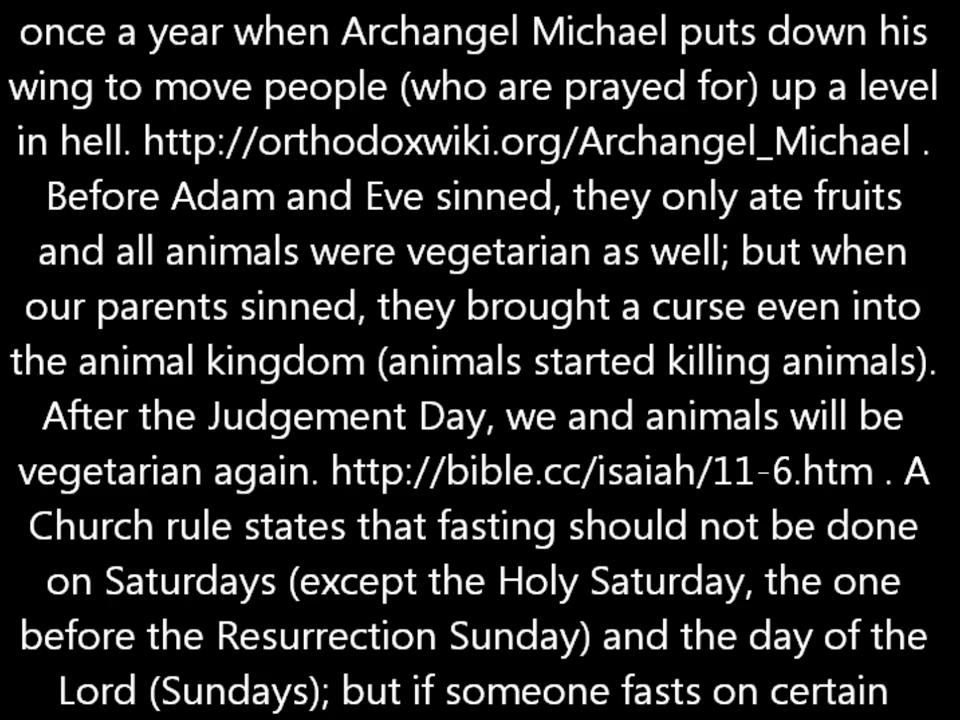 once a year when Archangel Michael puts down his
wing to move people (who are prayed for) up a level
in hell. http://orthodoxwiki.org/Archangel_Michael .
Before Adam and Eve sinned, they only ate fruits
and all animals were vegetarian as well; but when
our parents sinned, they brought a curse even into
the animal kingdom (animals started killing animals).
After the Judgement Day, we and animals will be
vegetarian again. http://bible.cc/isaiah/11-6.htm . A
Church rule states that fasting should not be done
on Saturdays (except the Holy Saturday, the one
before the Resurrection Sunday) and the day of the
Lord (Sundays); but if someone fasts on certain